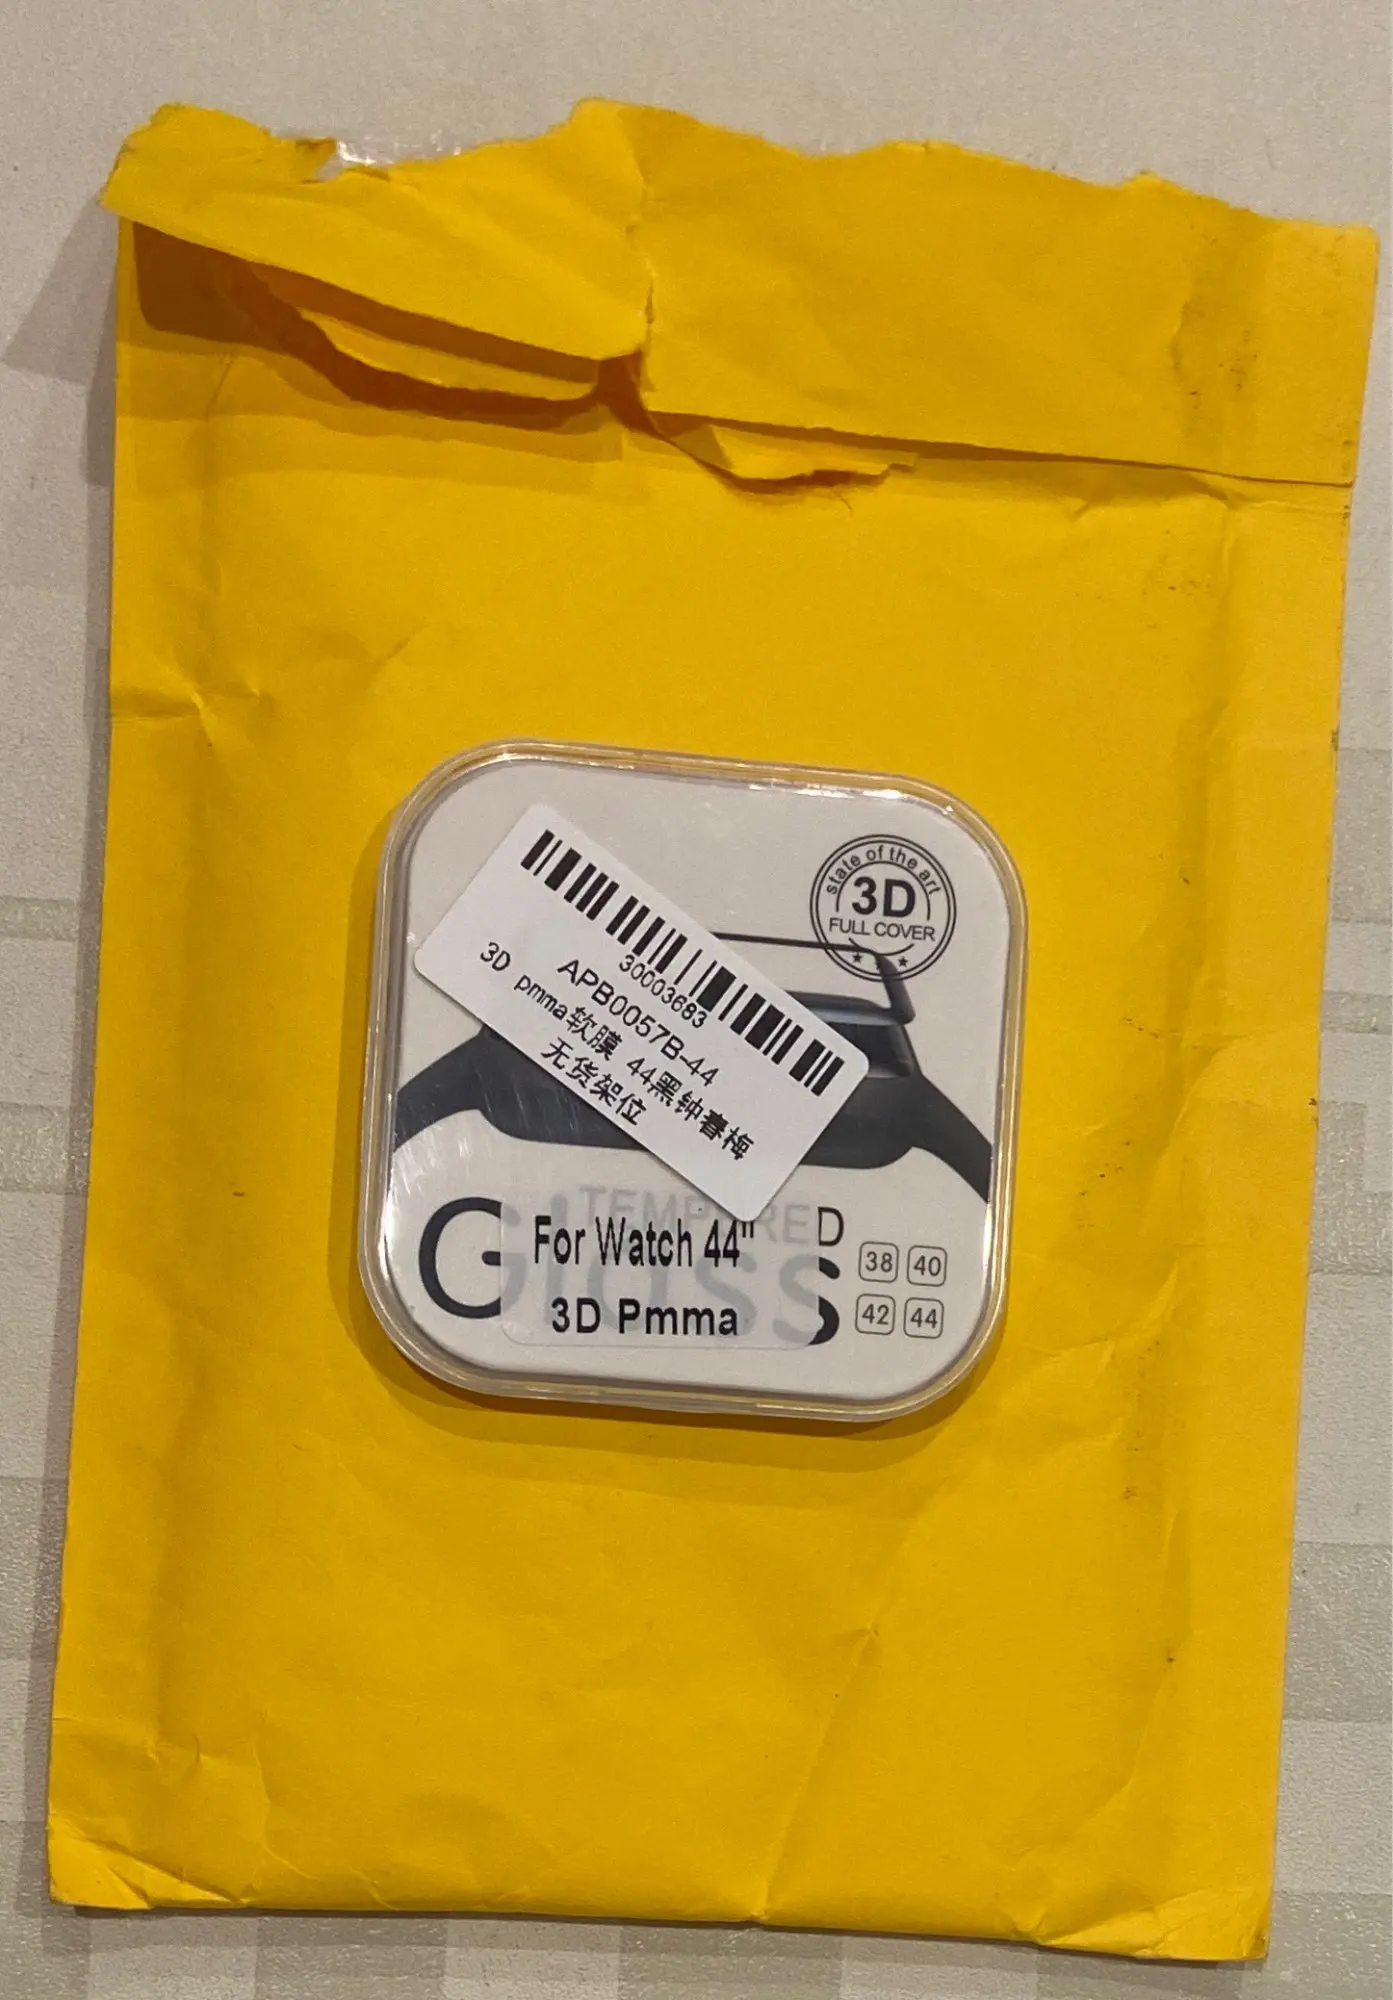 state of the art
3D
FULL COVER
30003683
APB0057B-44
3D pmma软膜 44黑钟春梅
无货架位
TEMPERED
Glass
For Watch 44"
3D Pmma
38 40
42 44